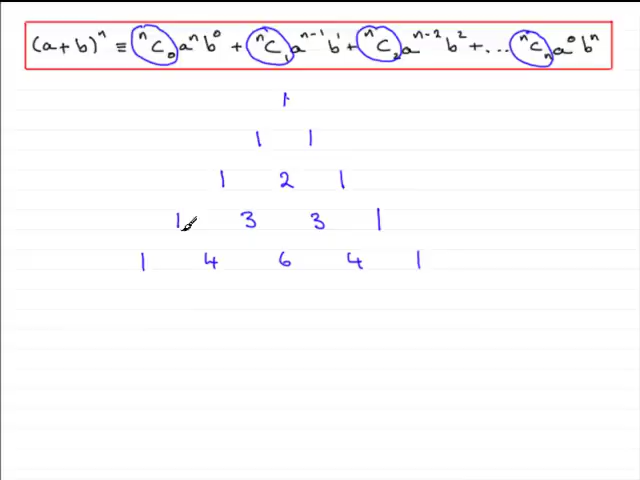 (a+b)ⁿ ≡ ⁿC₀aⁿb⁰ + ⁿC₁aⁿ⁻¹b¹ + ⁿC₂aⁿ⁻²b² + ... ⁿCₙa⁰bⁿ
1
1 1
1 2 1
1 3 3 1
1 4 6 4 1